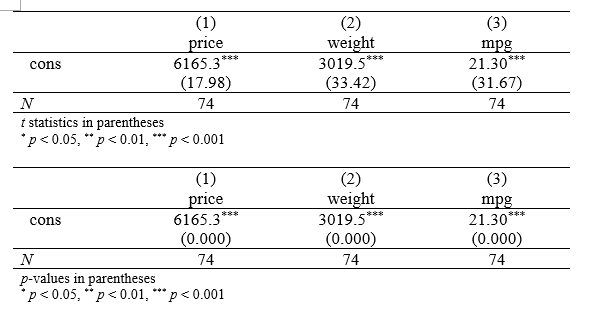 (1) (2) (3)
price weight mpg
cons 6165.3*** 3019.5*** 21.30***
(17.98) (33.42) (31.67)
N 74 74 74
t statistics in parentheses
* p < 0.05, ** p < 0.01, *** p < 0.001
(1) (2) (3)
price weight mpg
cons 6165.3*** 3019.5*** 21.30***
(0.000) (0.000) (0.000)
N 74 74 74
p-values in parentheses
* p < 0.05, ** p < 0.01, *** p < 0.001